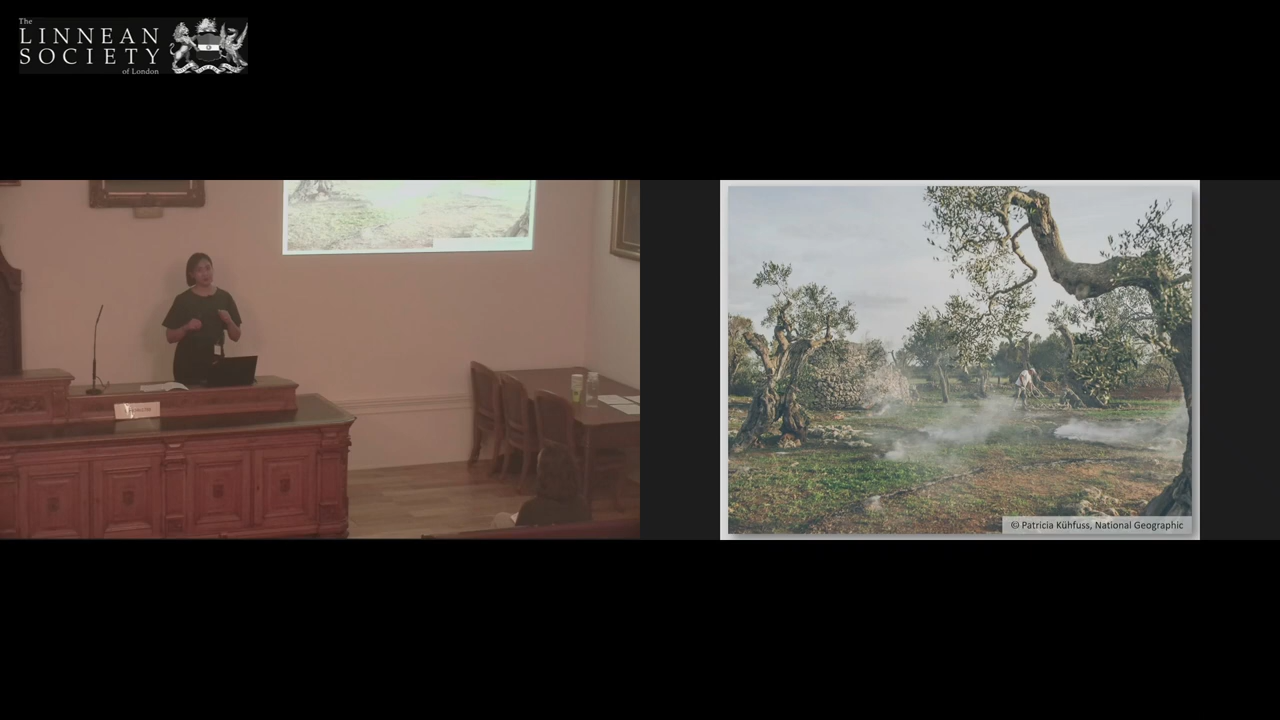 The
LINNEAN
SOCIETY
of London
© Patricia Kühfuss, National Geographic